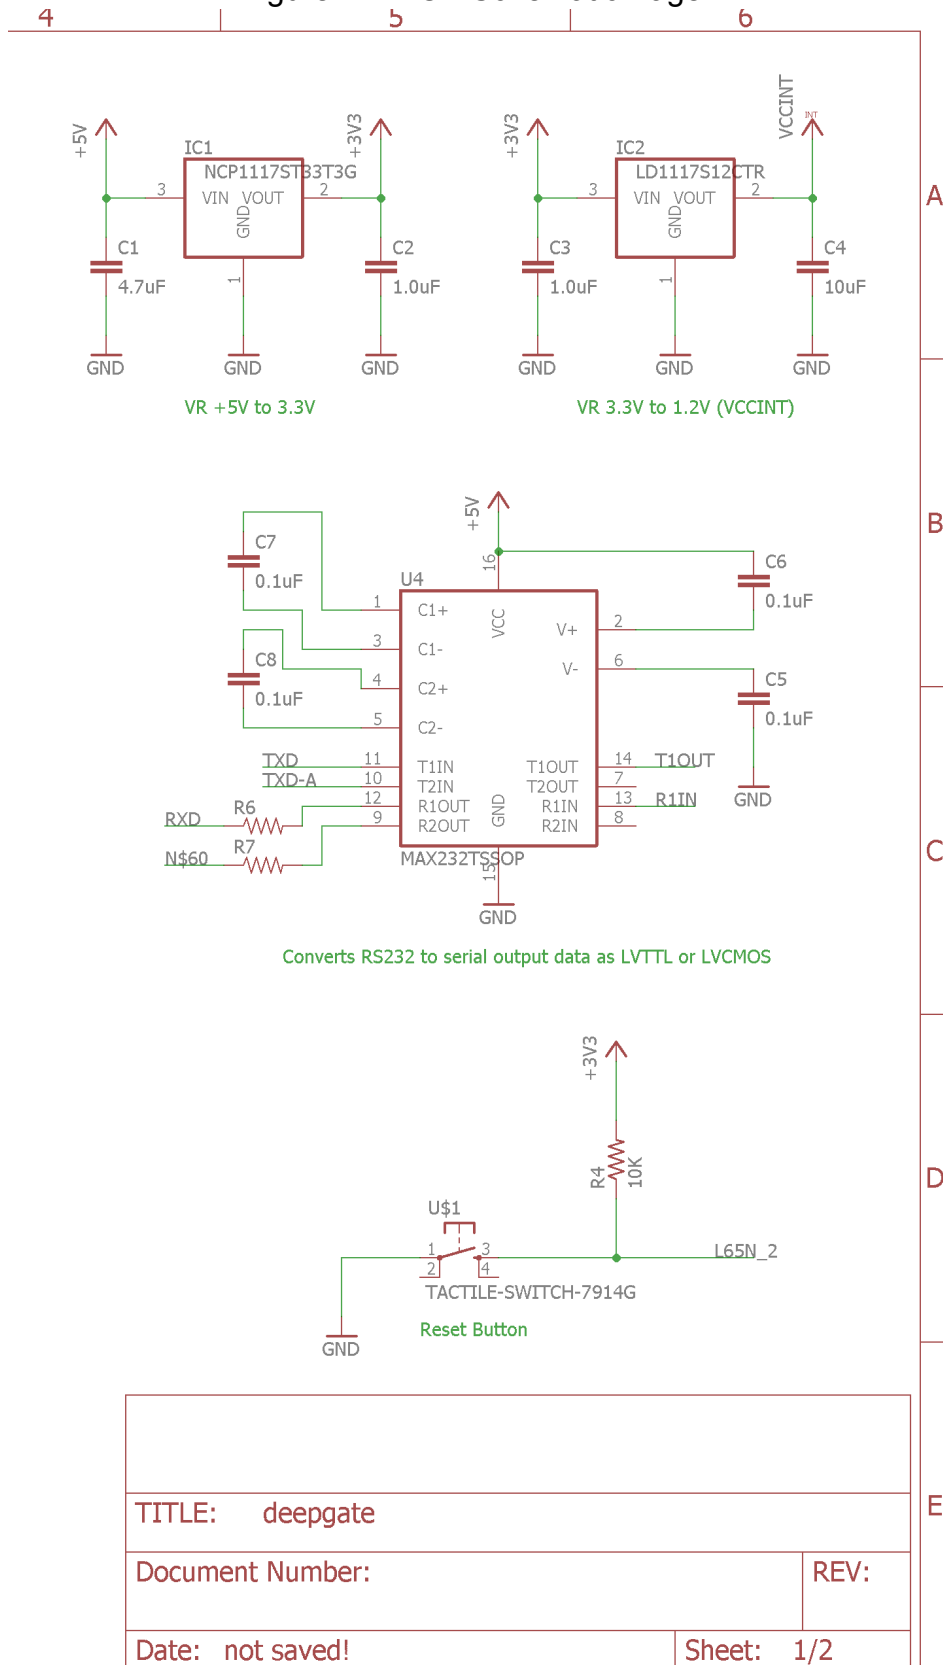 4 5 6
+5V
IC1
NCP1117ST33T3G
3 VIN VOUT 2
GND
1
+3V3
C1
4.7uF
C2
1.0uF
GND GND GND
VR +5V to 3.3V
+3V3
IC2
LD1117S12CTR
3 VIN VOUT 2
GND
1
VCCINT
INT
C3
1.0uF
C4
10uF
GND GND GND
VR 3.3V to 1.2V (VCCINT)
A
B
+5V
16
C7
0.1uF
C6
0.1uF
U4
1 C1+
VCC
V+ 2
3 C1-
C8
0.1uF
V- 6
4 C2+
C5
0.1uF
5 C2-
TXD 11 T1IN T1OUT 14 T1OUT
TXD-A 10 T2IN T2OUT 7
12 R1OUT R1IN 13 R1IN
RXD R6 9 R2OUT R2IN 8
GND
GND
N$60 R7
MAX232TSSOP
15
GND
C
Converts RS232 to serial output data as LVTTL or LVCMOS
+3V3
R4
10K
D
U$1
1 3
2 4
L65N_2
TACTILE-SWITCH-7914G
Reset Button
GND
E
TITLE: deepgate
Document Number:
REV:
Date: not saved!
Sheet: 1/2